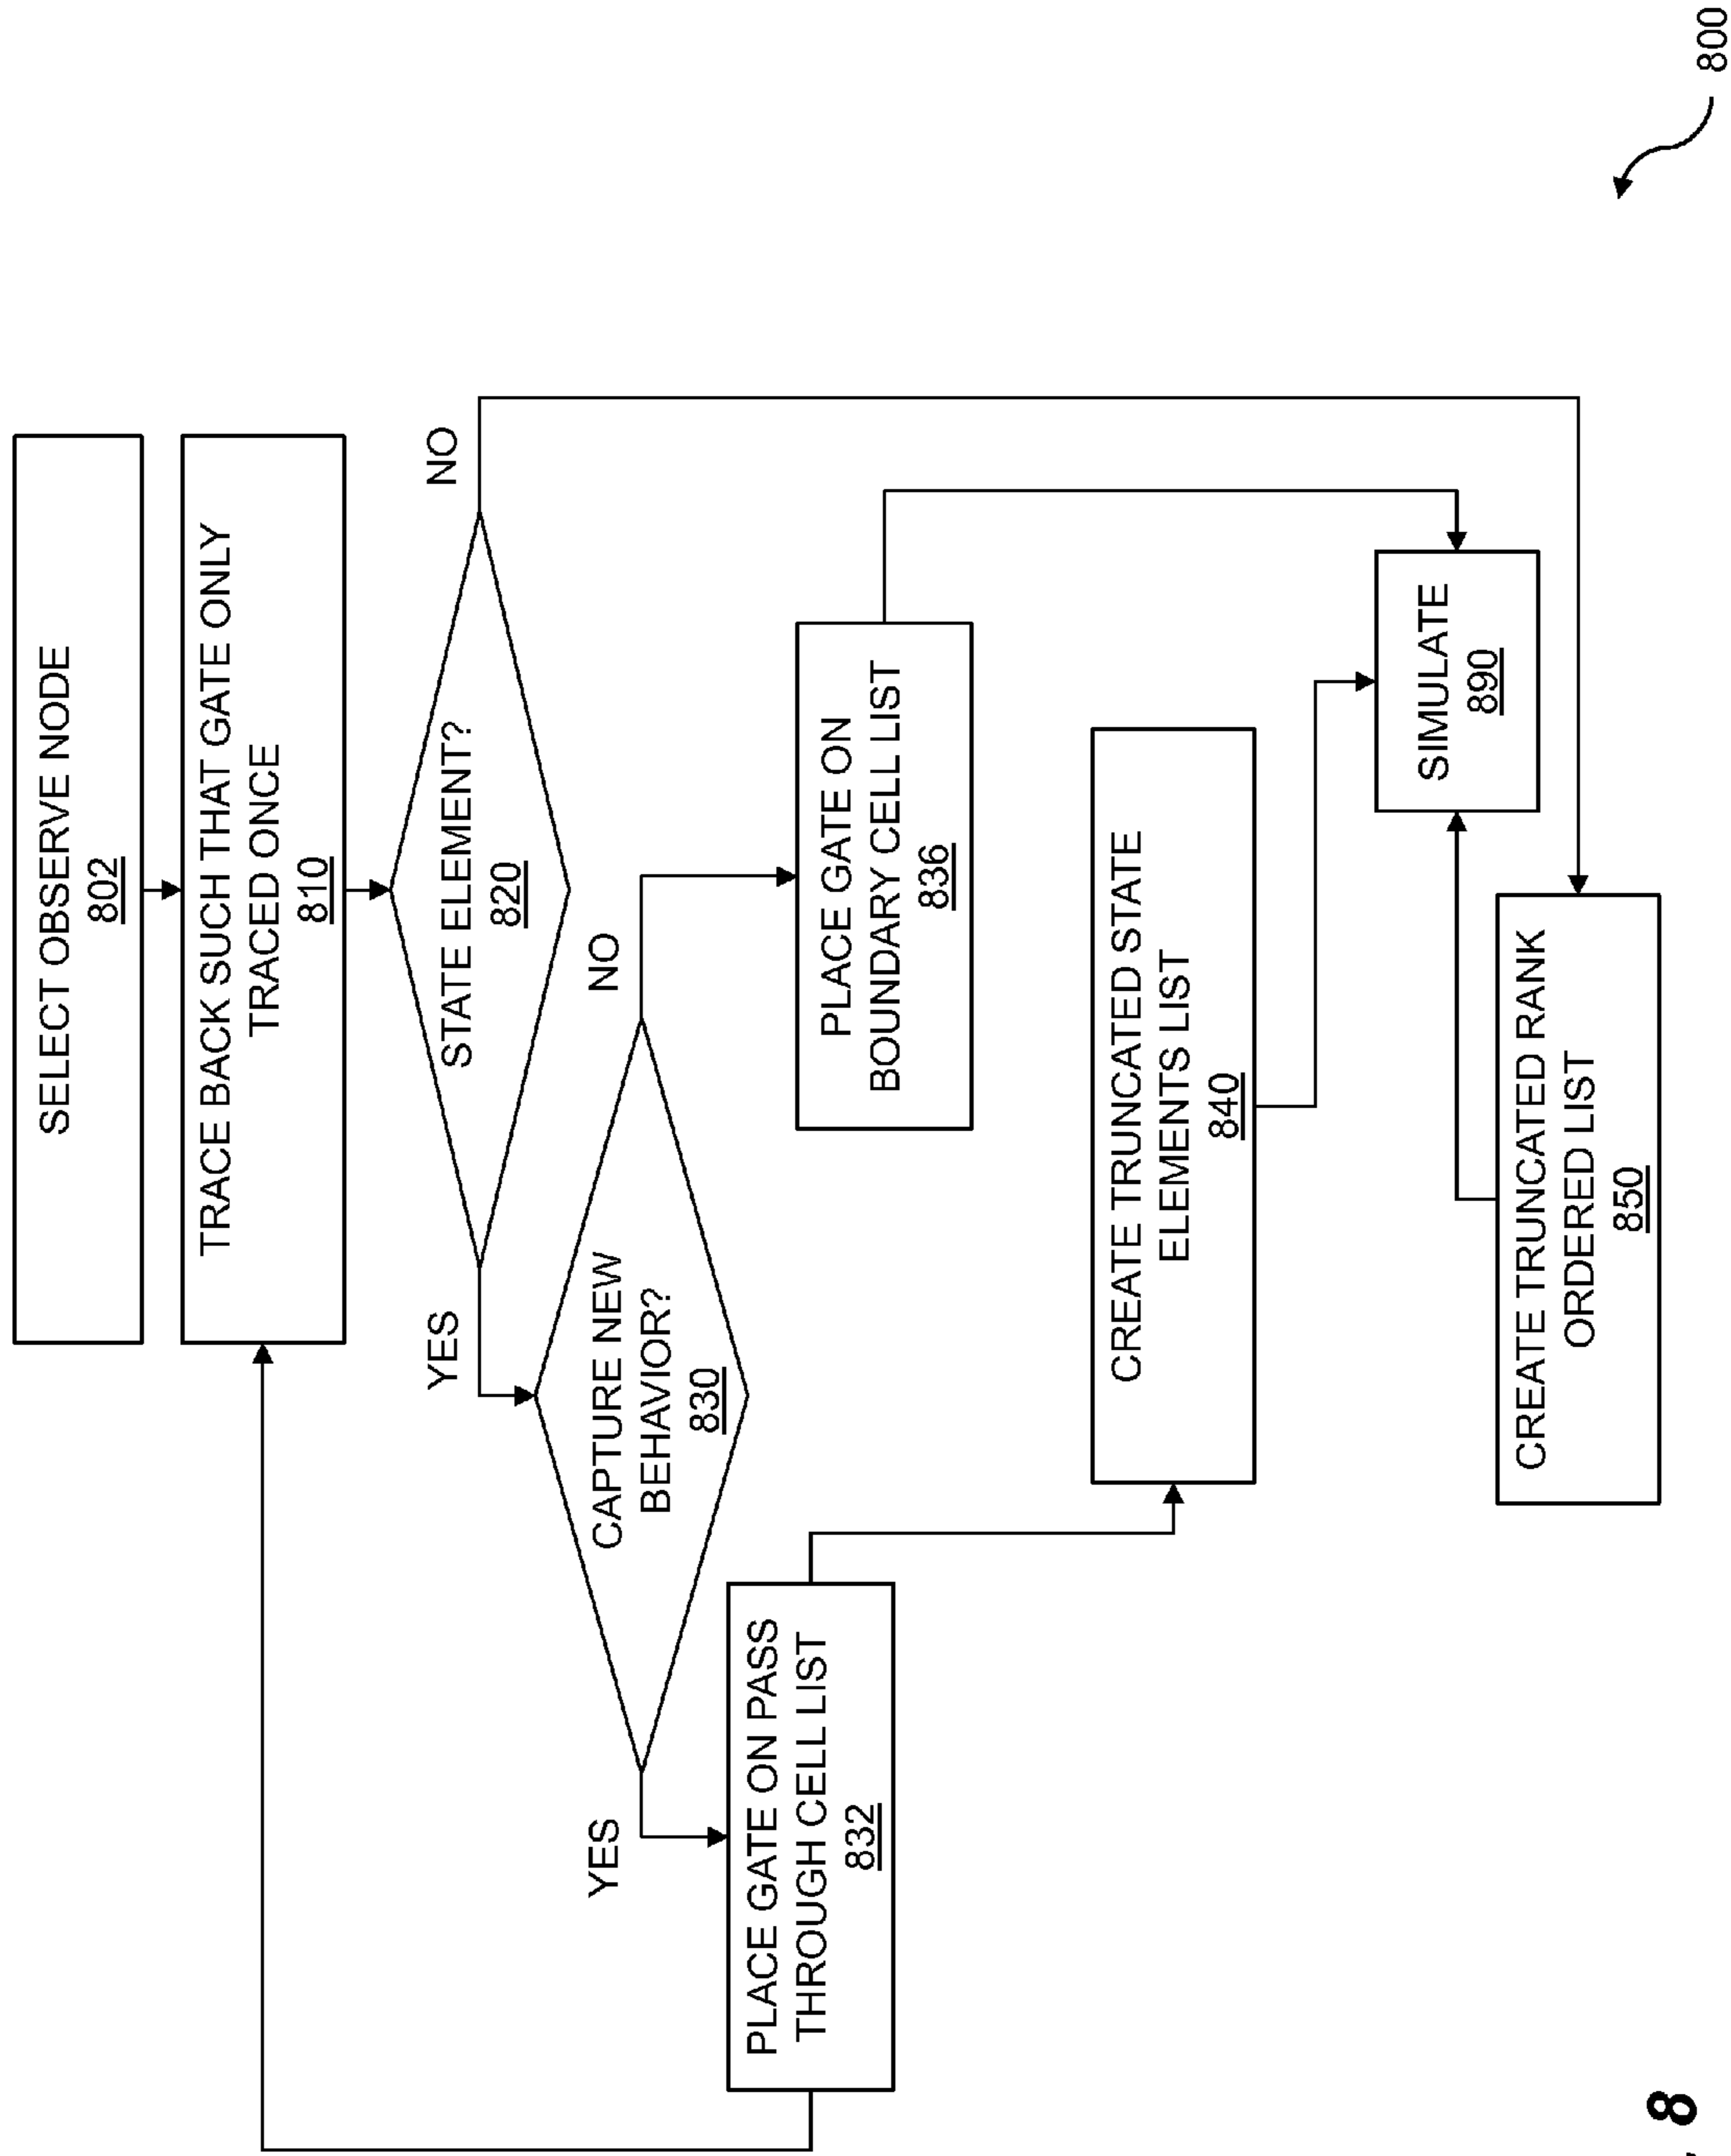 SELECT OBSERVE NODE
802
TRACE BACK SUCH THAT GATE ONLY
TRACED ONCE
810
STATE ELEMENT?
820
YES
NO
CAPTURE NEW
BEHAVIOR?
830
YES
NO
PLACE GATE ON PASS
THROUGH CELL LIST
832
PLACE GATE ON
BOUNDARY CELL LIST
836
CREATE TRUNCATED STATE
ELEMENTS LIST
840
SIMULATE
890
CREATE TRUNCATED RANK
ORDERED LIST
850
800
8